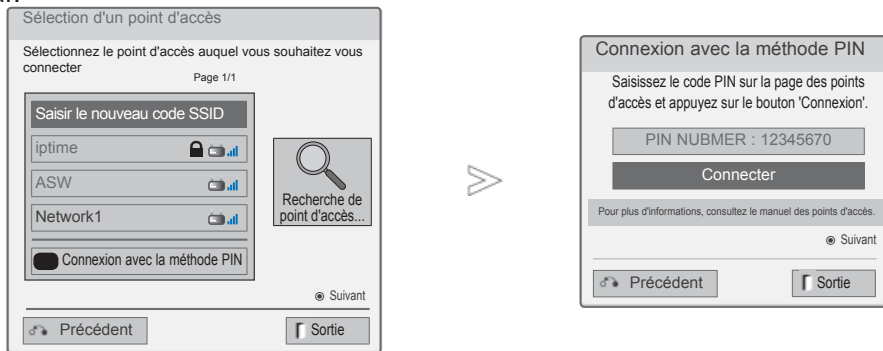 Sélection d'un point d'accès
Sélectionnez le point d'accès auquel vous souhaitez vous
connecter
Page 1/1
Saisir le nouveau code SSID
iptime
ASW
Network1
Connexion avec la méthode PIN
Recherche de
point d'accès...
Suivant
Précédent
Sortie
Connexion avec la méthode PIN
Saisissez le code PIN sur la page des points
d'accès et appuyez sur le bouton 'Connexion'.
PIN NUBMER : 12345670
Connecter
Pour plus d'informations, consultez le manuel des points d'accès.
Suivant
Précédent
Sortie